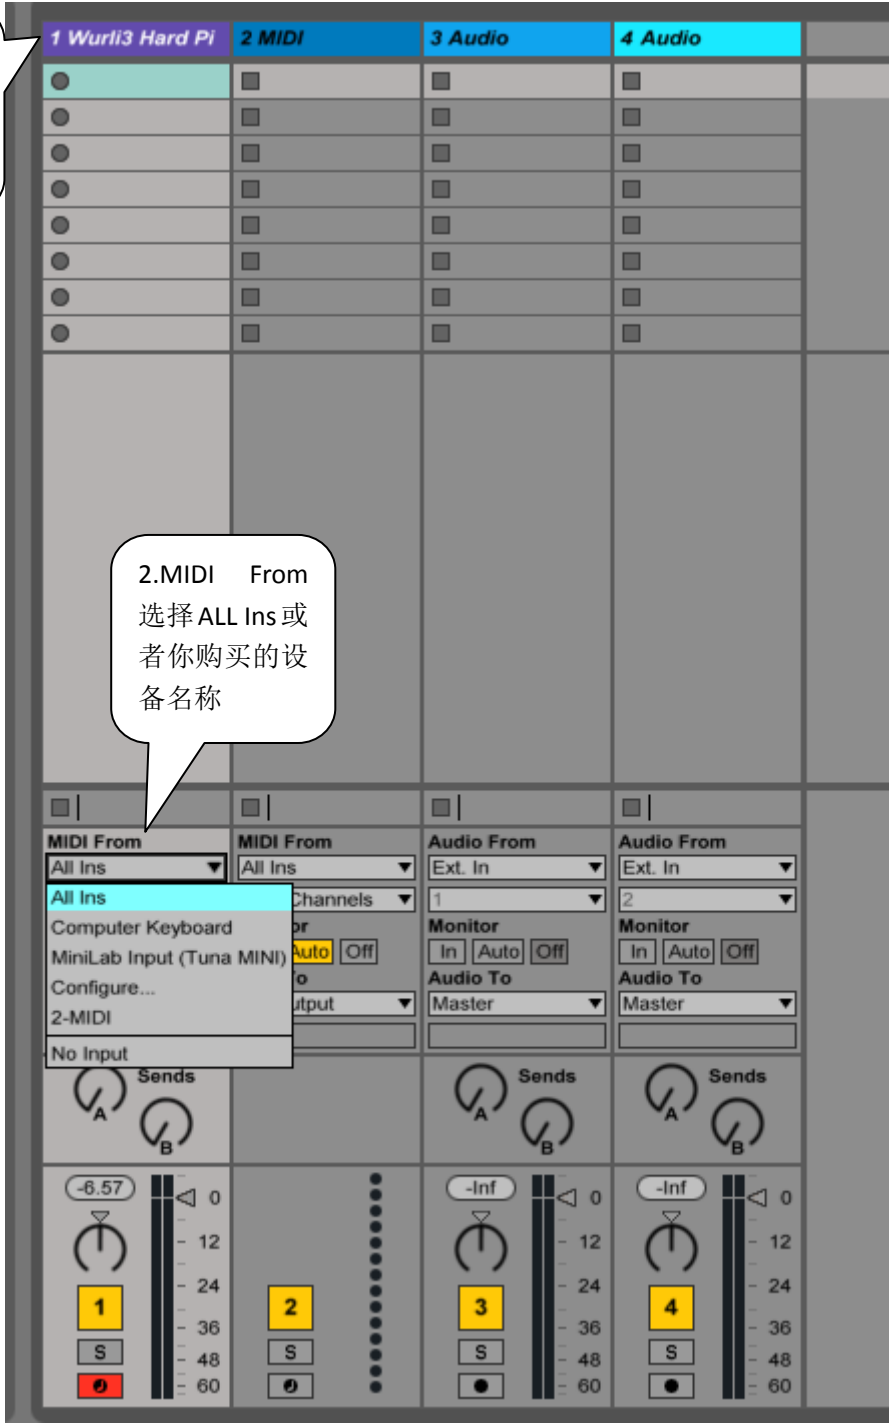 1 Wurli3 Hard Pi
2 MIDI
3 Audio
4 Audio
2.MIDI From
选择ALL Ins或
者你购买的设
备名称
MIDI From
All Ins
All Ins
Computer Keyboard
MiniLab Input (Tuna MINI)
Configure...
2-MIDI
No Input
MIDI From
All Ins
Channels
Auto Off
Audio From
Ext. In
1
Monitor
In Auto Off
Audio To
Master
Audio From
Ext. In
2
Monitor
In Auto Off
Audio To
Master
Sends
A
B
Sends
A
B
Sends
A
B
-6.57
0
12
24
36
48
60
1
S
2
S
-Inf
0
12
24
36
48
60
3
S
-Inf
0
12
24
36
48
60
4
S